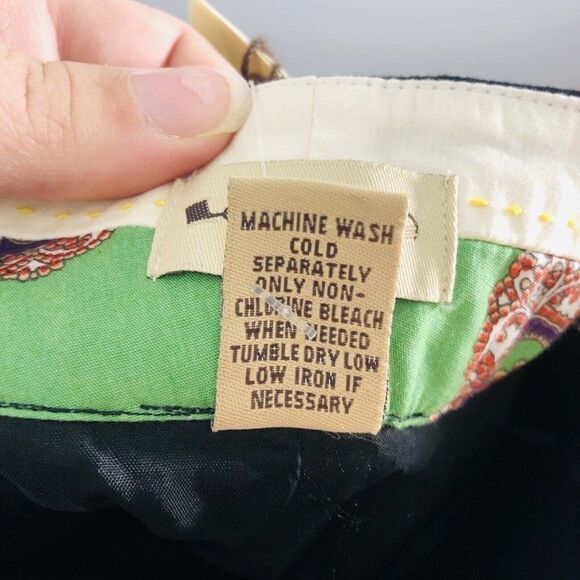 MACHINE WASH
COLD
SEPARATELY
ONLY NON-
CHLORINE BLEACH
WHEN NEEDED
TUMBLE DRY LOW
LOW IRON IF
NECESSARY